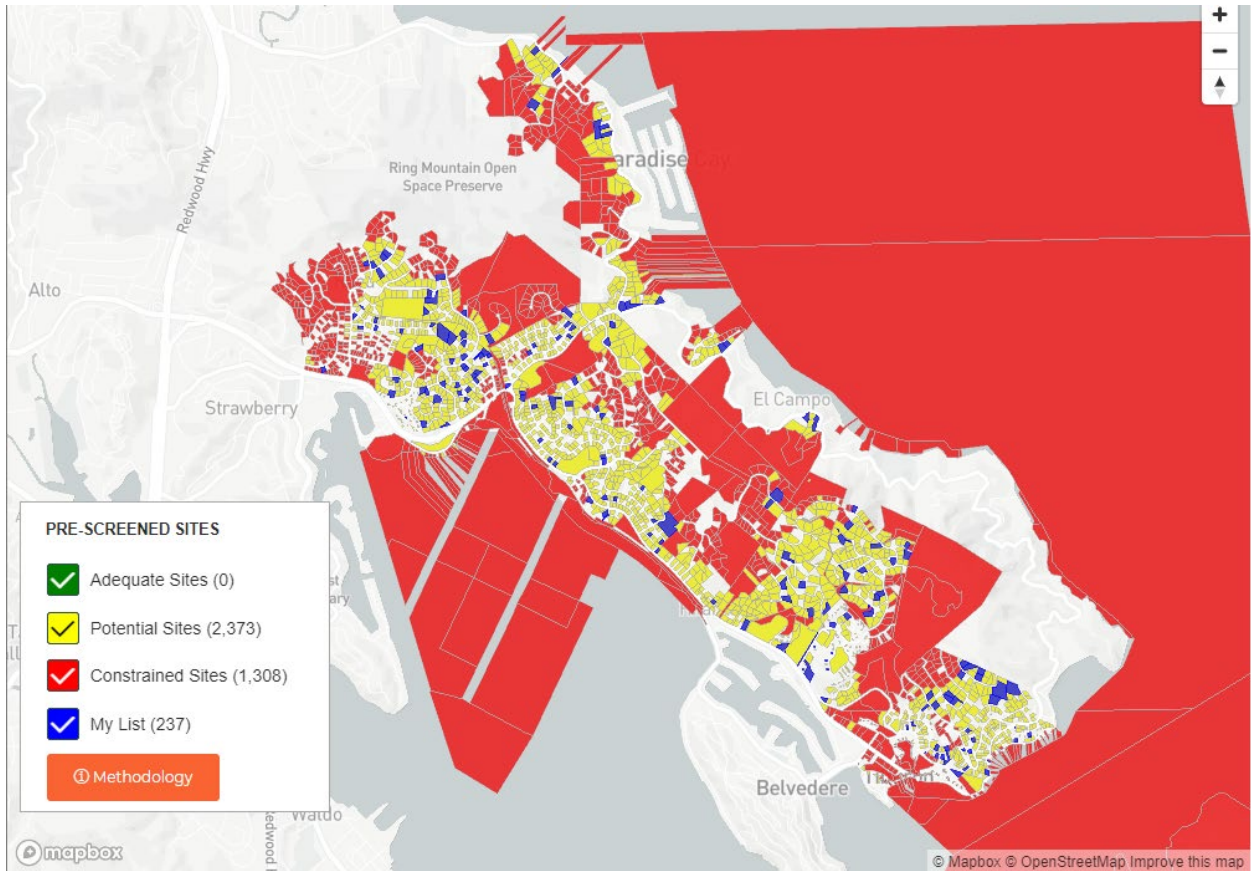 Ring Mountain Open
Space Preserve
Redwood Hwy
Alto
Strawberry
El Campo
Belvedere
Waldo
PRE-SCREENED SITES
Adequate Sites (0)
Potential Sites (2,373)
Constrained Sites (1,308)
My List (237)
ⓘ Methodology
mapbox
© Mapbox © OpenStreetMap Improve this map
+
−